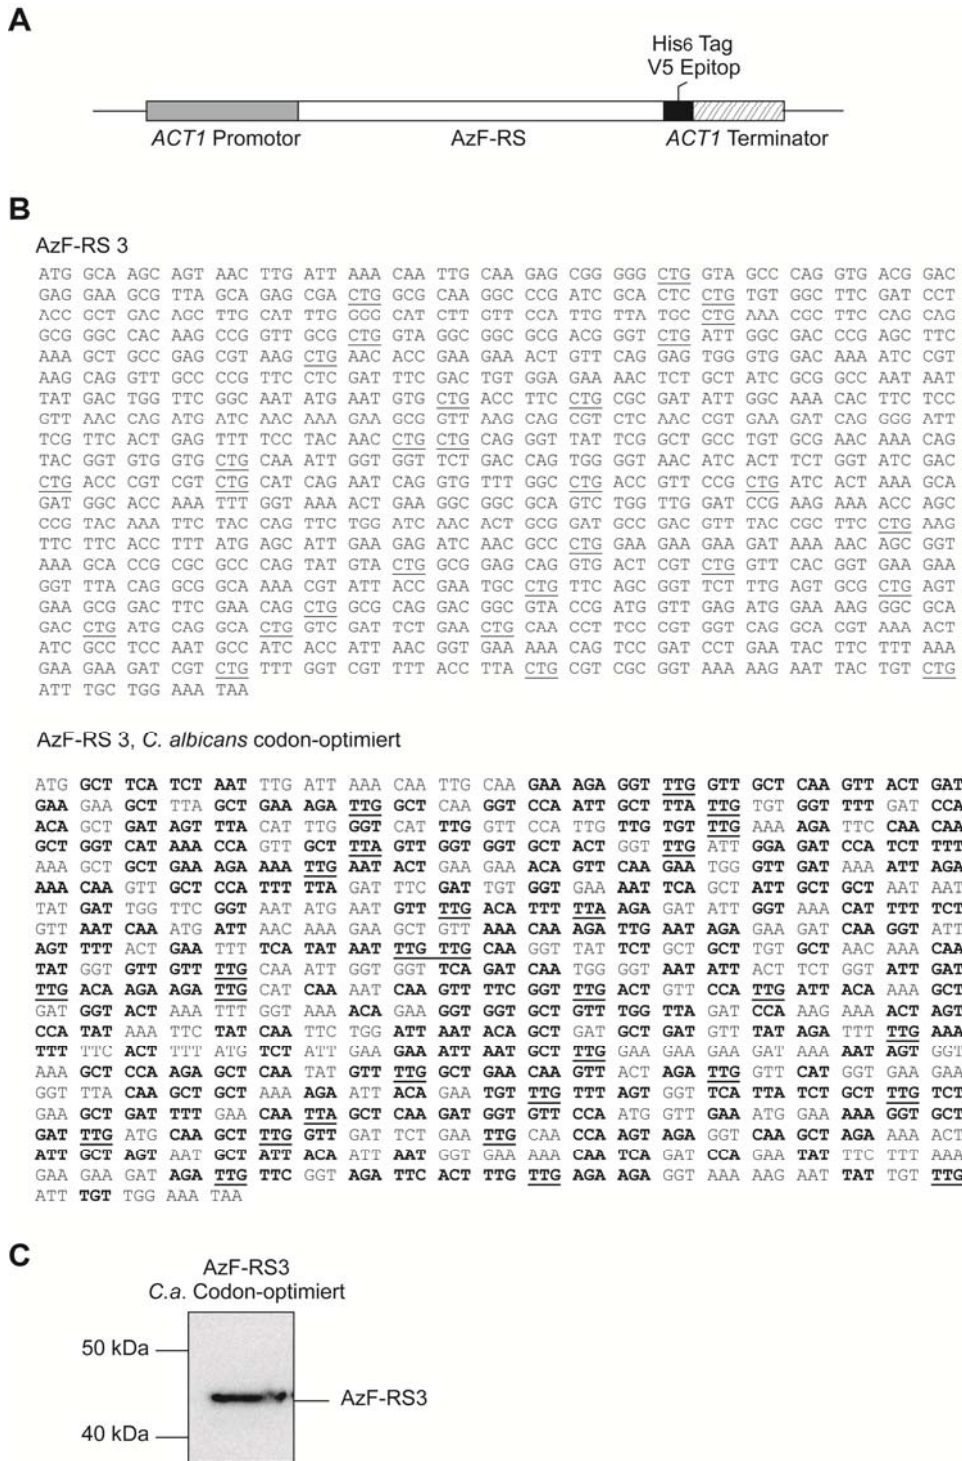 A
His6 Tag
V5 Epitop
ACT1 Promotor
AzF-RS
ACT1 Terminator
B
AzF-RS 3
ATG GCA AGC AGT AAC TTG ATT AAA CAA TTG CAA GAG CGG GGG CTG GTA GCC CAG GTG ACG GAC
GAG GAA GCG TTA GCA GAG CGA CTG GCG CAA GGC CCG ATC GCA CTC CTG TGT GGC TTC GAT CCT
ACC GCT GAC AGC TTG CAT TTG GGG CAT CTT GTT CCA TTG TTA TGC CTG AAA CGC TTC CAG CAG
GCG GGC CAC AAG CCG GTT GCG CTG GTA GGC GGC GCG ACG GGT CTG ATT GGC GAC CCG AGC TTC
AAA GCT GCC GAG CGT AAG CTG AAC ACC GAA GAA ACT GTT CAG GAG TGG GTG GAC AAA ATC CGT
AAG CAG GTT GCC CCG TTC CTC GAT TTC GAC TGT GGA GAA AAC TCT GCT ATC GCG GCC AAT AAT
TAT GAC TGG TTC GGC AAT ATG AAT GTG CTG ACC TTC CTG CGC GAT ATT GGC AAA CAC TTC TCC
GTT AAC CAG ATG ATC AAC AAA GAA GCG GTT AAG CAG CGT CTC AAC CGT GAA GAT CAG GGG ATT
TCG TTC ACT GAG TTT TCC TAC AAC CTG CTG CAG GGT TAT TCG GCT GCC TGT GCG AAC AAA CAG
TAC GGT GTG GTG CTG CAA ATT GGT GGT TCT GAC CAG TGG GGT AAC ATC ACT TCT GGT ATC GAC
CTG ACC CGT CGT CTG CAT CAG AAT CAG GTG TTT GGC CTG ACC GTT CCG CTG ATC ACT AAA GCA
GAT GGC ACC AAA TTT GGT AAA ACT GAA GGC GGC GCA GTC TGG TTG GAT CCG AAG AAA ACC AGC
CCG TAC AAA TTC TAC CAG TTC TGG ATC AAC ACT GCG GAT GCC GAC GTT TAC CGC TTC CTG AAG
TTC TTC ACC TTT ATG AGC ATT GAA GAG ATC AAC GCC CTG GAA GAA GAA GAT AAA AAC AGC GGT
AAA GCA CCG CGC GCC CAG TAT GTA CTG GCG GAG CAG GTG ACT CGT CTG GTT CAC GGT GAA GAA
GGT TTA CAG GCG GCA AAA CGT ATT ACC GAA TGC CTG TTC AGC GGT TCT TTG AGT GCG CTG AGT
GAA GCG GAC TTC GAA CAG CTG GCG CAG GAC GGC GTA CCG ATG GTT GAG ATG GAA AAG GGC GCA
GAC CTG ATG CAG GCA CTG GTC GAT TCT GAA CTG CAA CCT TCC CGT GGT CAG GCA CGT AAA ACT
ATC GCC TCC AAT GCC ATC ACC ATT AAC GGT GAA AAA CAG TCC GAT CCT GAA TAC TTC TTT AAA
GAA GAA GAT CGT CTG TTT GGT CGT TTT ACC TTA CTG CGT CGC GGT AAA AAG AAT TAC TGT CTG
ATT TGC TGG AAA TAA
AzF-RS 3, C. albicans codon-optimiert
ATG GCT TCA TCT AAT TTG ATT AAA CAA TTG CAA GAA AGA GGT TTG GTT GCT CAA GTT ACT GAT
GAA GAA GCT TTA GCT GAA AGA TTG GCT CAA GGT CCA ATT GCT TTA TTG TGT GGT TTT GAT CCA
ACA GCT GAT AGT TTA CAT TTG GGT CAT TTG GTT CCA TTG TTG TGT TTG AAA AGA TTC CAA CAA
GCT GGT CAT AAA CCA GTT GCT TTA GTT GGT GGT GCT ACT GGT TTG ATT GGA GAT CCA TCT TTT
AAA GCT GCT GAA AGA AAA TTG AAT ACT GAA GAA ACA GTT CAA GAA TGG GTT GAT AAA ATT AGA
AAA CAA GTT GCT CCA TTT TTA GAT TTC GAT TGT GGT GAA AAT TCA GCT ATT GCT GCT AAT AAT
TAT GAT TGG TTC GGT AAT ATG AAT GTT TTG ACA TTT TTA AGA GAT ATT GGT AAA CAT TTT TCT
GTT AAT CAA ATG ATT AAC AAA GAA GCT GTT AAA CAA AGA TTG AAT AGA GAA GAT CAA GGT ATT
AGT TTT ACT GAA TTT TCA TAT AAT TTG TTG CAA GGT TAT TCT GCT GCT TGT GCT AAC AAA CAA
TAT GGT GTT GTT TTG CAA ATT GGT GGT TCA GAT CAA TGG GGT AAT ATT ACT TCT GGT ATT GAT
TTG ACA AGA AGA TTG CAT CAA AAT CAA GTT TTC GGT TTG ACT GTT CCA TTG ATT ACA AAA GCT
GAT GGT ACT AAA TTT GGT AAA ACA GAA GGT GGT GCT GTT TGG TTA GAT CCA AAG AAA ACT AGT
CCA TAT AAA TTC TAT CAA TTC TGG ATT AAT ACA GCT GAT GCT GAT GTT TAT AGA TTT TTG AAA
TTT TTC ACT TTT ATG TCT ATT GAA GAA ATT AAT GCT TTG GAA GAA GAA GAT AAA AAT AGT GGT
AAA GCT CCA AGA GCT CAA TAT GTT TTG GCT GAA CAA GTT ACT AGA TTG GTT CAT GGT GAA GAA
GGT TTA CAA GCT GCT AAA AGA ATT ACA GAA TGT TTG TTT AGT GGT TCA TTA TCT GCT TTG TCT
GAA GCT GAT TTT GAA CAA TTA GCT CAA GAT GGT GTT CCA ATG GTT GAA ATG GAA AAA GGT GCT
GAT TTG ATG CAA GCT TTG GTT GAT TCT GAA TTG CAA CCA AGT AGA GGT CAA GCT AGA AAA ACT
ATT GCT AGT AAT GCT ATT ACA ATT AAT GGT GAA AAA CAA TCA GAT CCA GAA TAT TTC TTT AAA
GAA GAA GAT AGA TTG TTC GGT AGA TTC ACT TTG TTG AGA AGA GGT AAA AAG AAT TAT TGT TTG
ATT TGT TGG AAA TAA
C
AzF-RS3
C.a. Codon-optimiert
50 kDa
AzF-RS3
40 kDa